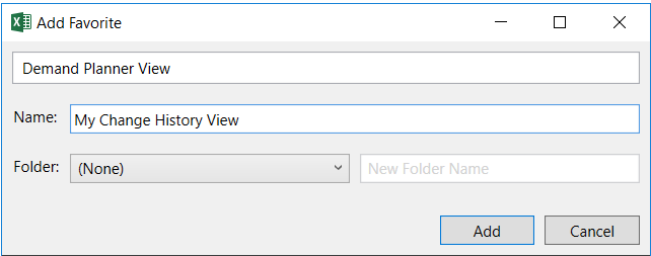 Add Favorite
Demand Planner View
Name: My Change History View
Folder: (None) New Folder Name
Add Cancel